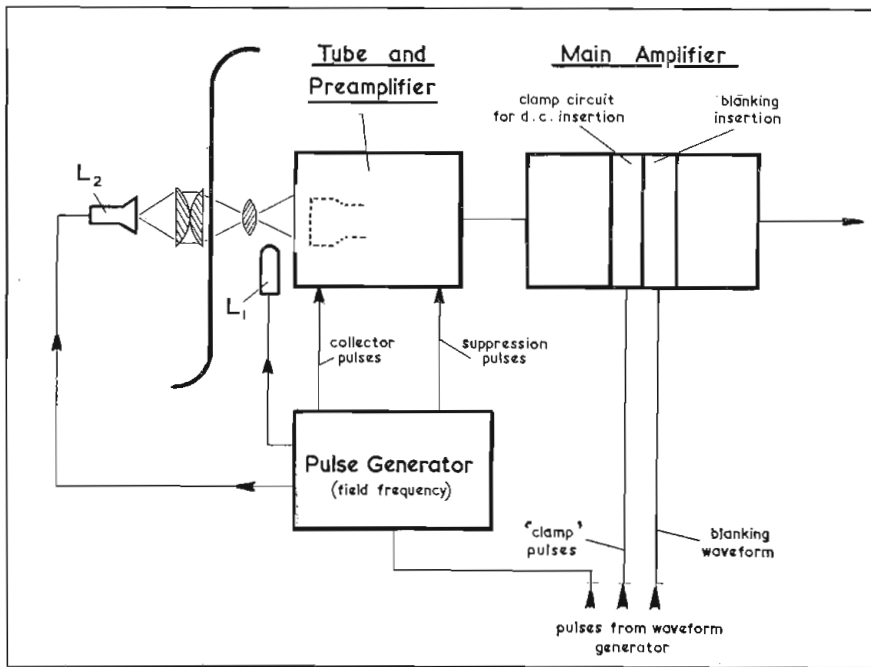 Tube and
Preamplifier
Main Amplifier
clamp circuit
for d.c. insertion
blanking
insertion
L2
L1
collector
pulses
suppression
pulses
Pulse Generator
(field frequency)
"clamp"
pulses
blanking
waveform
pulses from waveform
generator